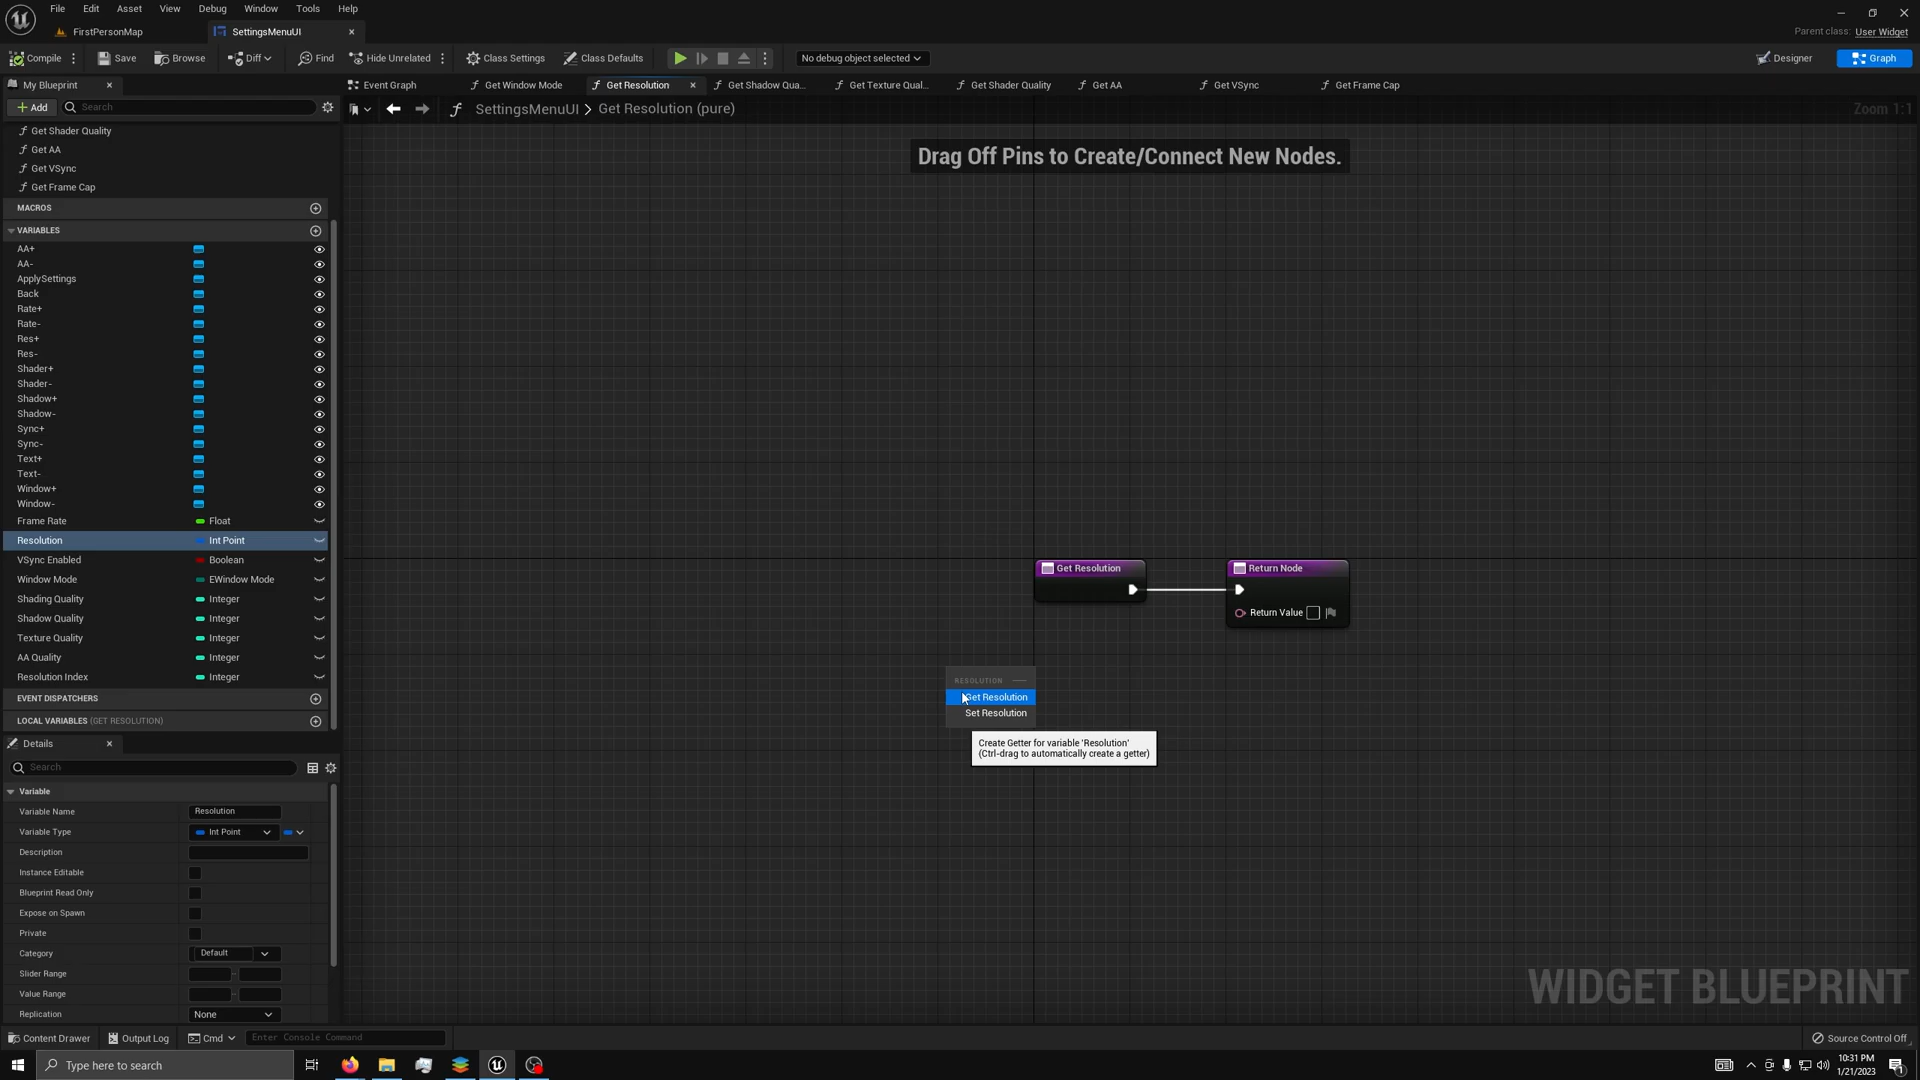 File Edit Asset View Debug Window Tools Help
FirstPersonMap SettingsMenuUI
Parent class: User Widget
Compile Save Browse Diff Find Hide Unrelated Class Settings Class Defaults No debug object selected Designer Graph
My Blueprint Event Graph Get Window Mode Get Resolution Get Shadow Qua... Get Texture Qual... Get Shader Quality Get AA Get VSync Get Frame Cap
Add Search SettingsMenuUI > Get Resolution (pure) Zoom 1:1
Get Shader Quality
Get AA
Get VSync
Get Frame Cap
Drag Off Pins to Create/Connect New Nodes.
MACROS
VARIABLES
AA+
AA-
ApplySettings
Back
Rate+
Rate-
Res+
Res-
Shader+
Shader-
Shadow+
Shadow-
Sync+
Sync-
Text+
Text-
Window+
Window-
Frame Rate Float
Resolution Int Point
VSync Enabled Boolean
Window Mode EWindow Mode
Shading Quality Integer
Shadow Quality Integer
Texture Quality Integer
AA Quality Integer
Resolution Index Integer
EVENT DISPATCHERS
LOCAL VARIABLES (GET RESOLUTION)
Get Resolution Return Node
Return Value
RESOLUTION
Get Resolution
Set Resolution
Create Getter for variable 'Resolution'
(Ctrl-drag to automatically create a getter)
Details
Search
Variable
Variable Name Resolution
Variable Type Int Point
Description
Instance Editable
Blueprint Read Only
Expose on Spawn
Private
Category Default
Slider Range
Value Range
Replication None
WIDGET BLUEPRINT
Content Drawer Output Log Cmd Enter Console Command Source Control Off
Type here to search
10:31 PM
1/21/2023